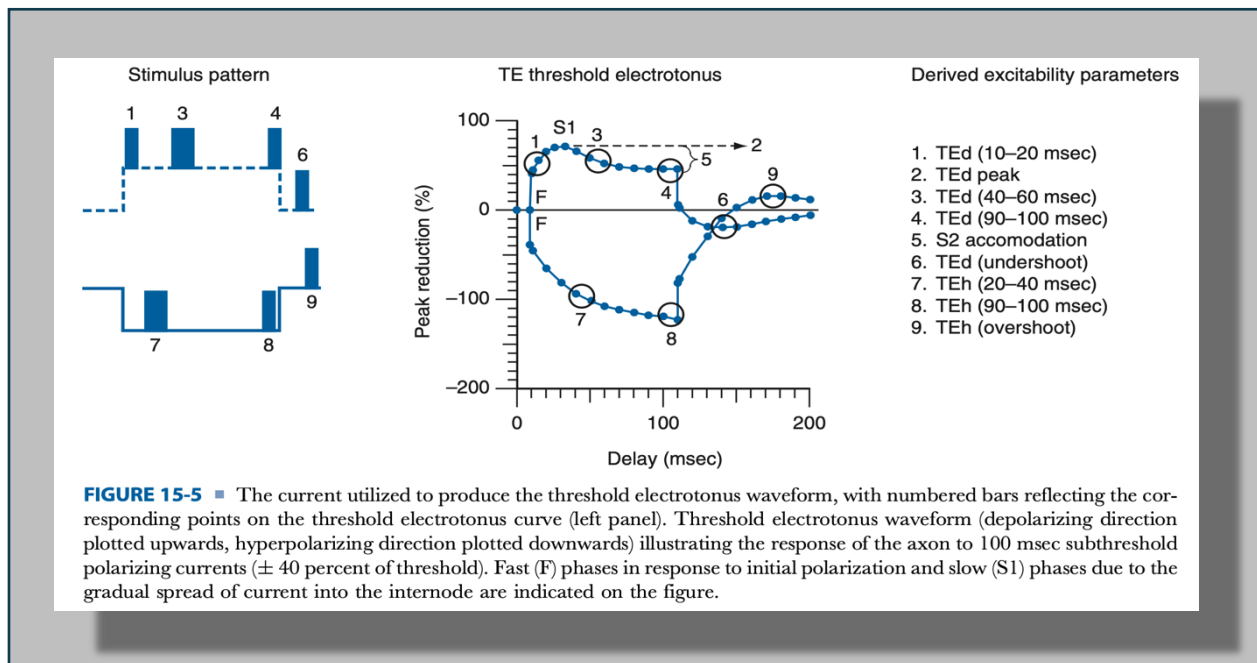 Stimulus pattern
1
3
4
6
7
8
9
TE threshold electrotonus
Peak reduction (%)
100
0
−100
−200
S1
1
3
2
5
F
F
4
6
9
7
8
0
100
200
Delay (msec)
Derived excitability parameters
1. TEd (10–20 msec)
2. TEd peak
3. TEd (40–60 msec)
4. TEd (90–100 msec)
5. S2 accomodation
6. TEd (undershoot)
7. TEh (20–40 msec)
8. TEh (90–100 msec)
9. TEh (overshoot)
FIGURE 15-5 ■ The current utilized to produce the threshold electrotonus waveform, with numbered bars reflecting the cor-
responding points on the threshold electrotonus curve (left panel). Threshold electrotonus waveform (depolarizing direction
plotted upwards, hyperpolarizing direction plotted downwards) illustrating the response of the axon to 100 msec subthreshold
polarizing currents (± 40 percent of threshold). Fast (F) phases in response to initial polarization and slow (S1) phases due to the
gradual spread of current into the internode are indicated on the figure.